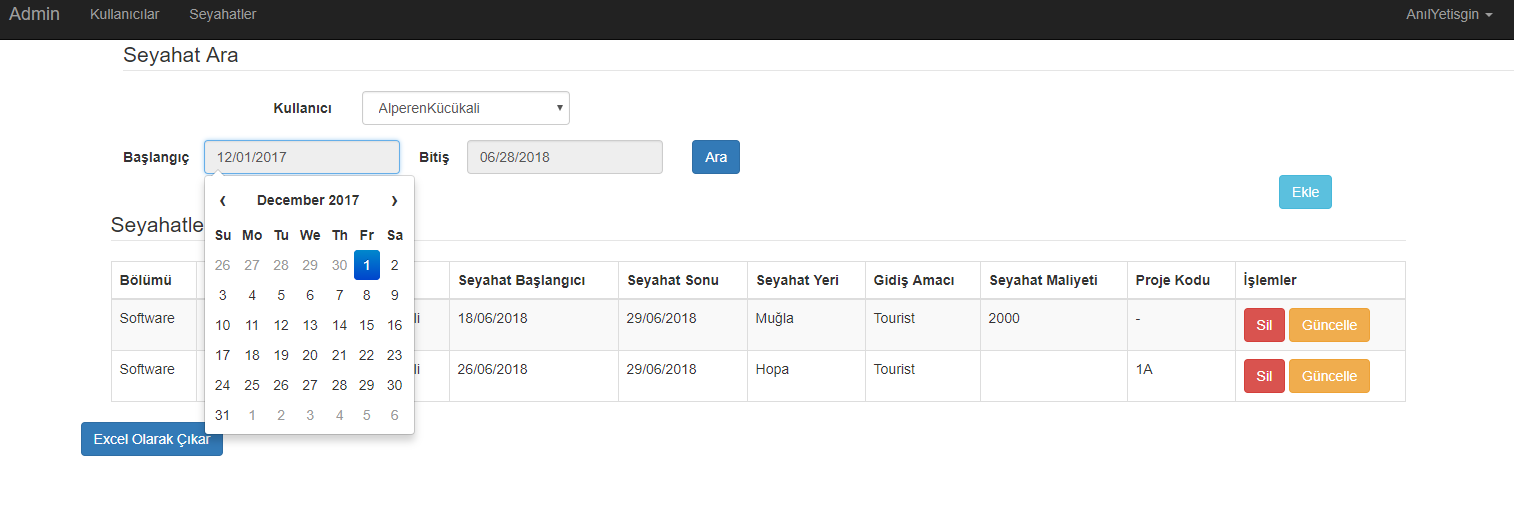 Admin Kullanıcılar Seyahatler AnılYetisgin
Seyahat Ara
Kullanıcı AlperenKücükali
Başlangıç 12/01/2017 Bitiş 06/28/2018 Ara
‹ December 2017 ›
Su Mo Tu We Th Fr Sa
26 27 28 29 30 1 2
3 4 5 6 7 8 9
10 11 12 13 14 15 16
17 18 19 20 21 22 23
24 25 26 27 28 29 30
31 1 2 3 4 5 6
Ekle
Seyahatle
Bölümü Seyahat Başlangıcı Seyahat Sonu Seyahat Yeri Gidiş Amacı Seyahat Maliyeti Proje Kodu İşlemler
Software li 18/06/2018 29/06/2018 Muğla Tourist 2000 - Sil Güncelle
Software li 26/06/2018 29/06/2018 Hopa Tourist 1A Sil Güncelle
Excel Olarak Çıkar